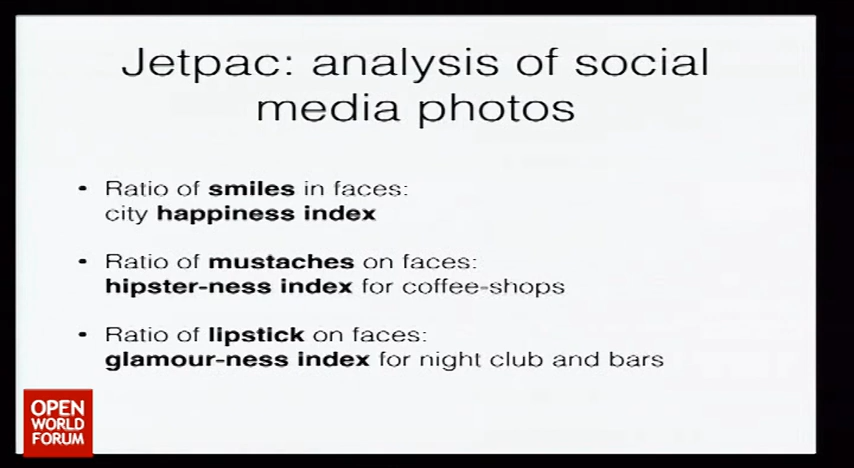 Jetpac: analysis of social
media photos
• Ratio of smiles in faces:
city happiness index
• Ratio of mustaches on faces:
hipster-ness index for coffee-shops
• Ratio of lipstick on faces:
glamour-ness index for night club and bars
OPEN
WORLD
FORUM